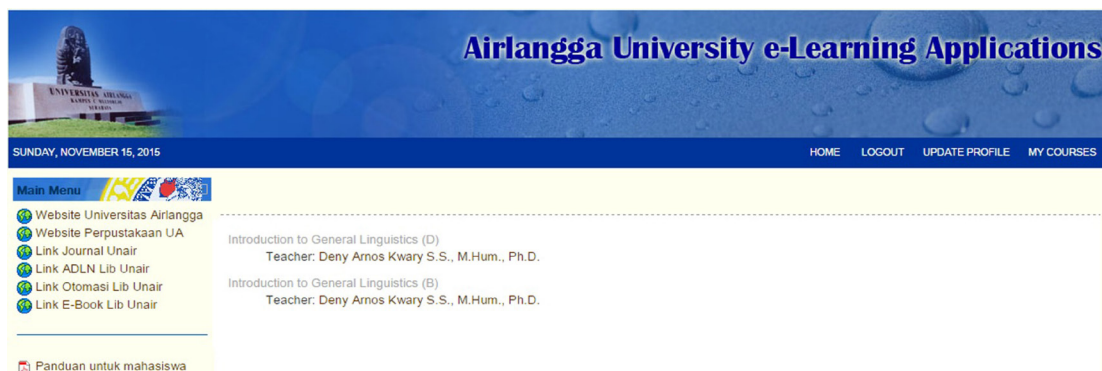 Airlangga University e-Learning Applications
UNIVERSITAS AIRLANGGA
KAMPUS C MULYOREJO
SURABAYA
SUNDAY, NOVEMBER 15, 2015
HOME LOGOUT UPDATE PROFILE MY COURSES
Main Menu
Website Universitas Airlangga
Website Perpustakaan UA
Link Journal Unair
Link ADLN Lib Unair
Link Otomasi Lib Unair
Link E-Book Lib Unair
Panduan untuk mahasiswa
Introduction to General Linguistics (D)
Teacher: Deny Arnos Kwary S.S., M.Hum., Ph.D.
Introduction to General Linguistics (B)
Teacher: Deny Arnos Kwary S.S., M.Hum., Ph.D.